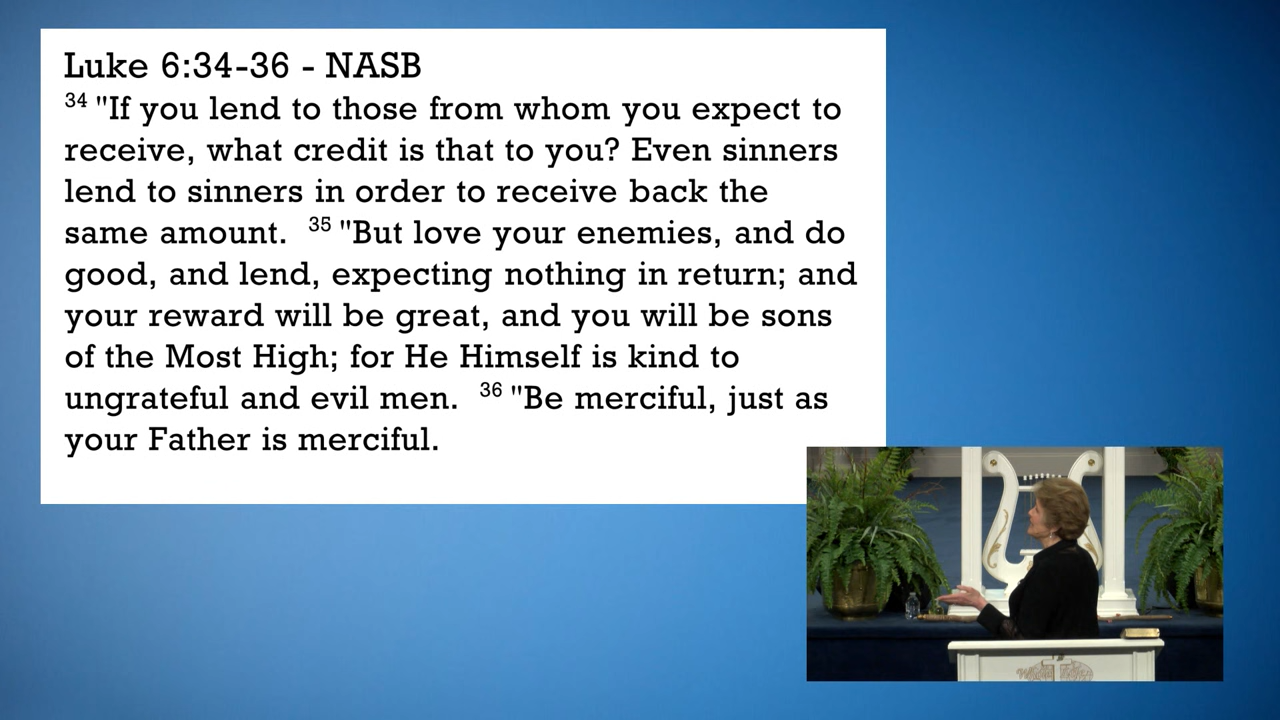 Luke 6:34-36 - NASB
34 "If you lend to those from whom you expect to
receive, what credit is that to you? Even sinners
lend to sinners in order to receive back the
same amount. 35 "But love your enemies, and do
good, and lend, expecting nothing in return; and
your reward will be great, and you will be sons
of the Most High; for He Himself is kind to
ungrateful and evil men. 36 "Be merciful, just as
your Father is merciful.